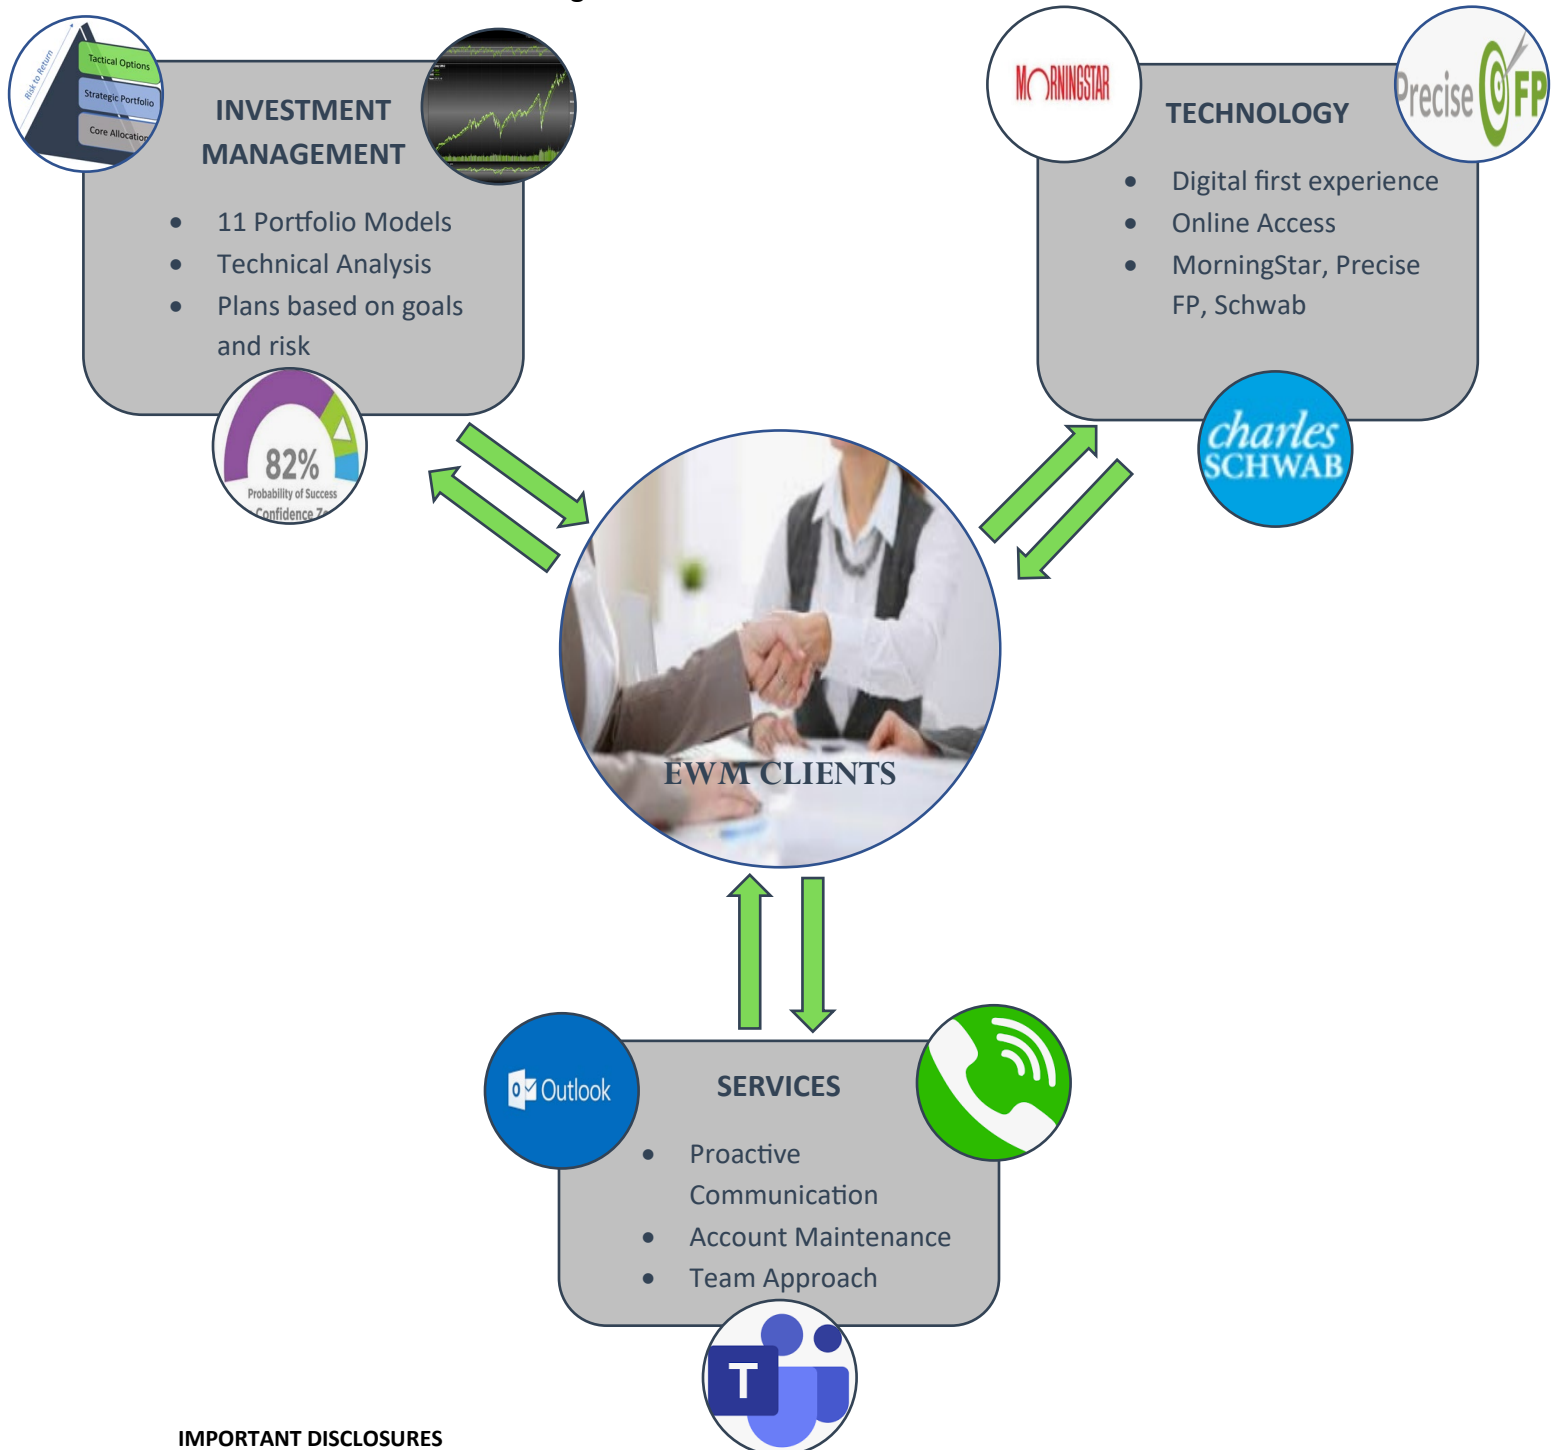 Risk to Return
Tactical Options
Strategic Portfolio
Core Allocation
INVESTMENT
MANAGEMENT
• 11 Portfolio Models
• Technical Analysis
• Plans based on goals
and risk
82%
Probability of Success
Confidence
MORNINGSTAR
Precise FP
TECHNOLOGY
• Digital first experience
• Online Access
• MorningStar, Precise
FP, Schwab
charles
SCHWAB
EWM CLIENTS
Outlook
SERVICES
• Proactive
Communication
• Account Maintenance
• Team Approach
T
IMPORTANT DISCLOSURES